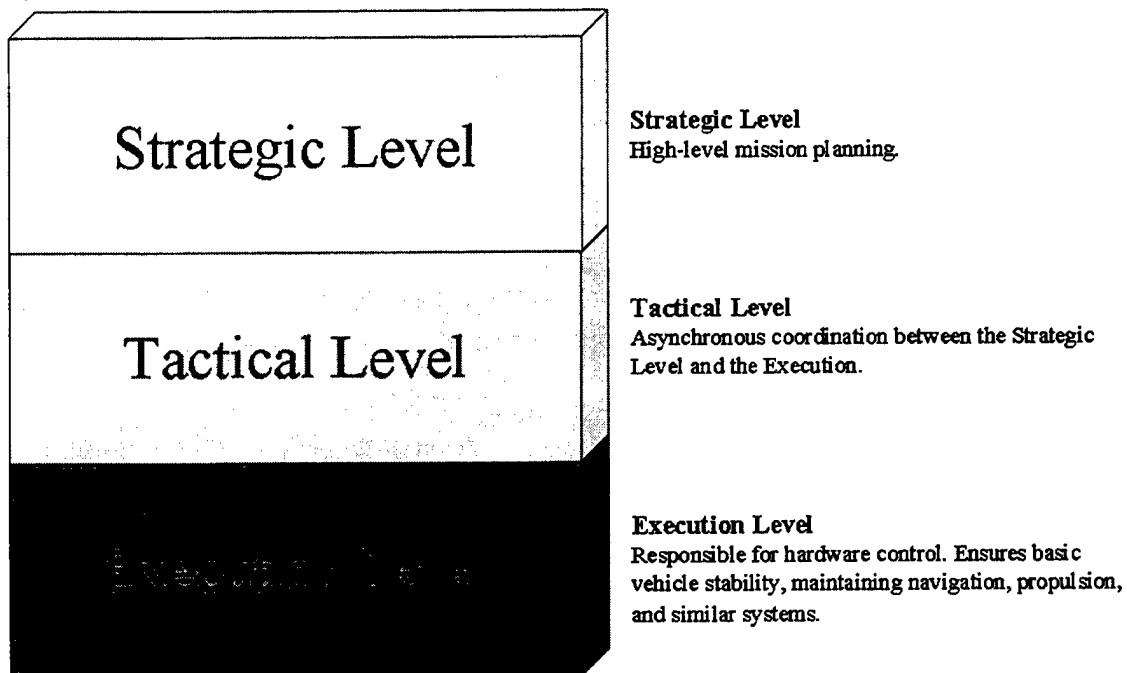 Strategic Level
Strategic Level
High-level mission planning.
Tactical Level
Tactical Level
Asynchronous coordination between the Strategic
Level and the Execution.
Execution Level
Responsible for hardware control. Ensures basic
vehicle stability, maintaining navigation, propulsion,
and similar systems.